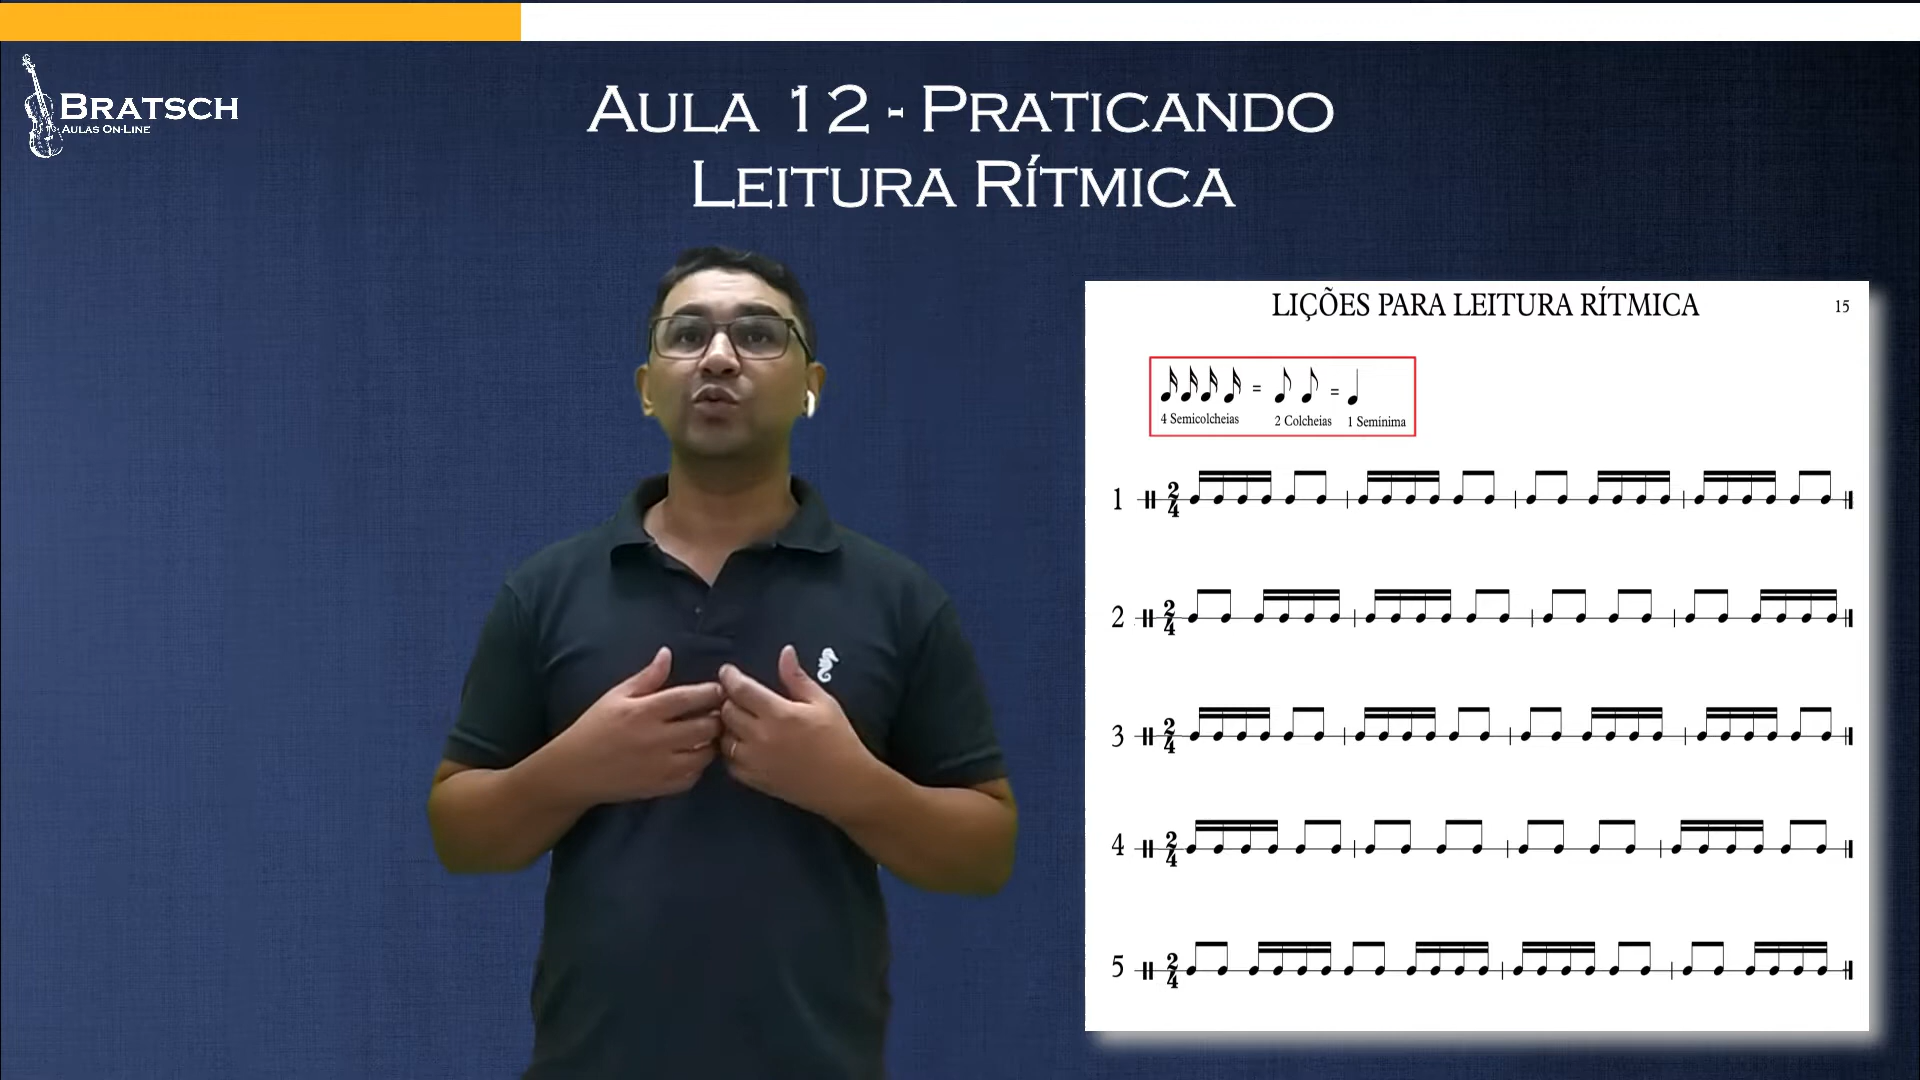 BRATSCH
AULAS ON-LINE
AULA 12 - PRATICANDO
LEITURA RÍTMICA
LIÇÕES PARA LEITURA RÍTMICA
15
= =
4 Semicolcheias 2 Colcheias 1 Semínima
1 2/4
2 2/4
3 2/4
4 2/4
5 2/4